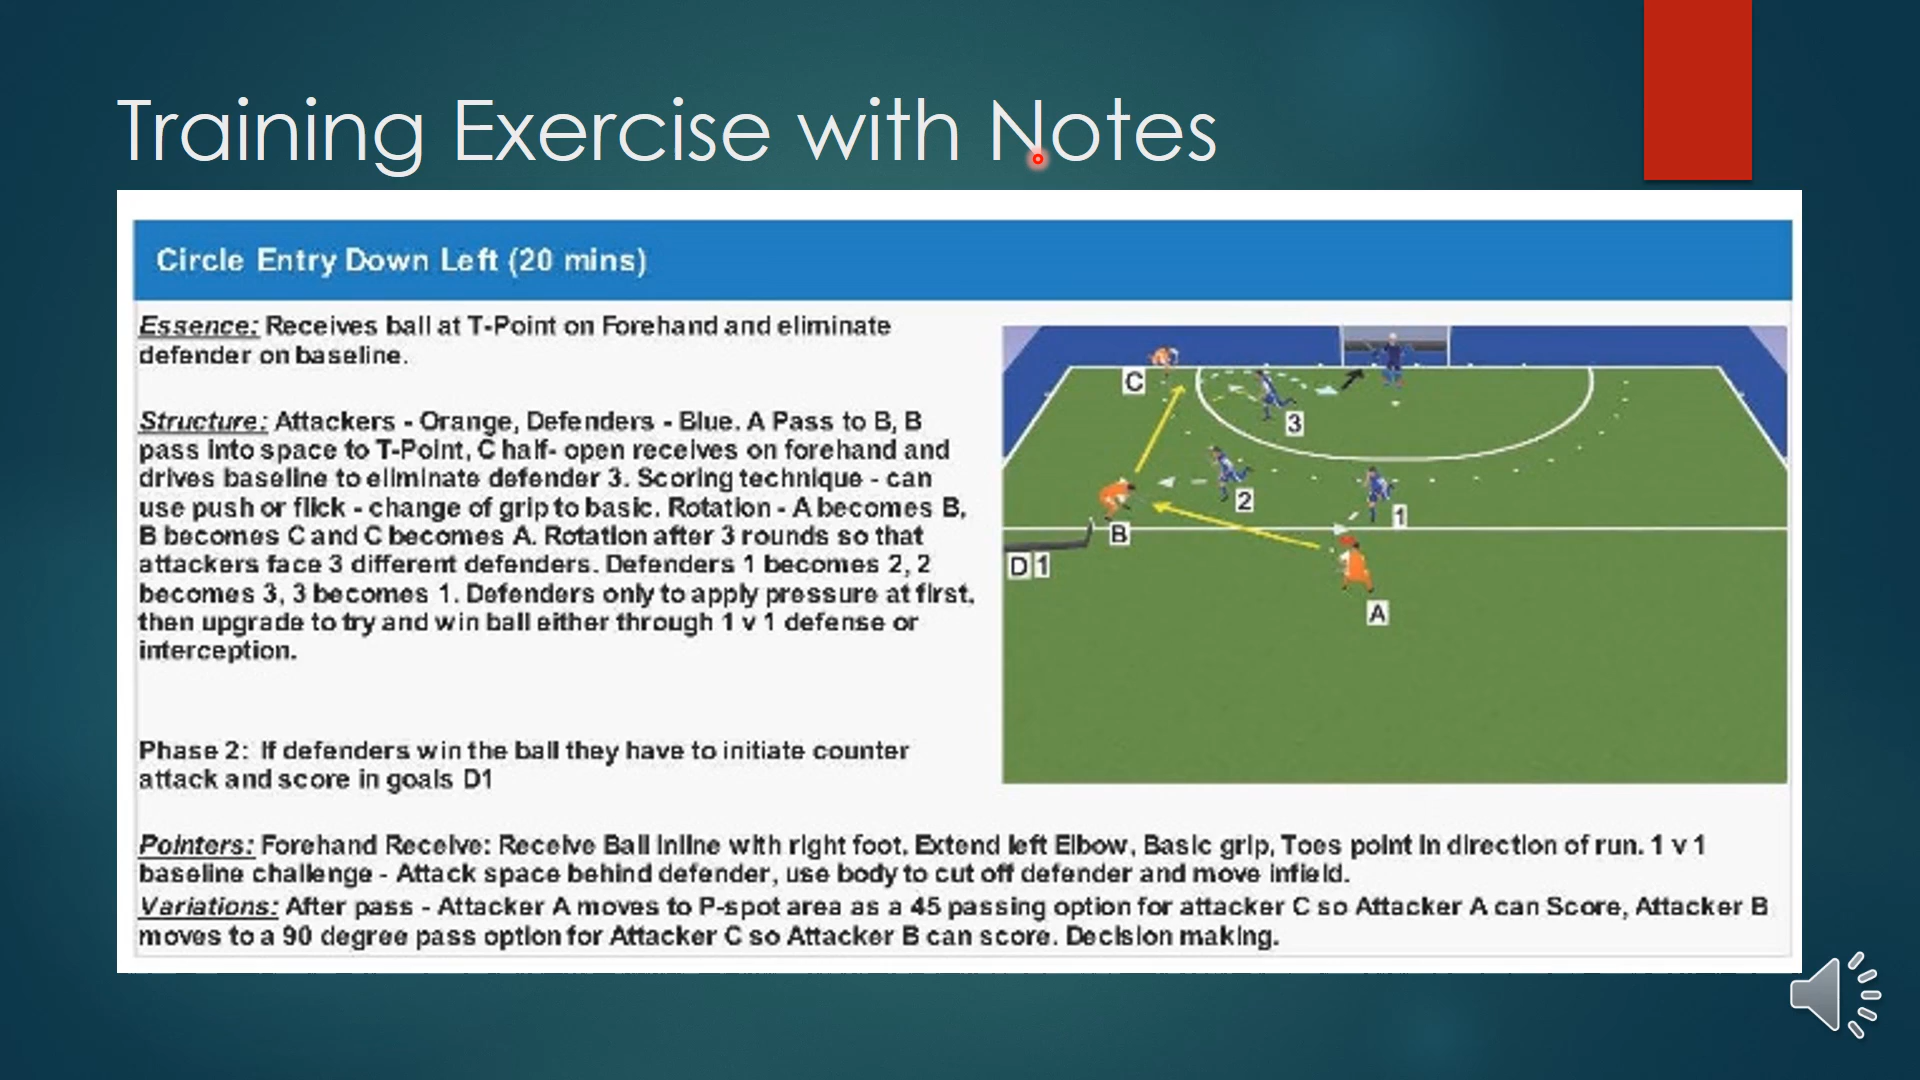 Training Exercise with Notes
Circle Entry Down Left (20 mins)
Essence: Receives ball at T-Point on Forehand and eliminate
defender on baseline.
Structure: Attackers - Orange, Defenders - Blue. A Pass to B, B
pass into space to T-Point, C half- open receives on forehand and
drives baseline to eliminate defender 3. Scoring technique - can
use push or flick - change of grip to basic. Rotation - A becomes B,
B becomes C and C becomes A. Rotation after 3 rounds so that
attackers face 3 different defenders. Defenders 1 becomes 2, 2
becomes 3, 3 becomes 1. Defenders only to apply pressure at first,
then upgrade to try and win ball either through 1 v 1 defense or
interception.
Phase 2: If defenders win the ball they have to initiate counter
attack and score in goals D1
C
3
2
1
B
D 1
A
Pointers: Forehand Receive: Receive Ball inline with right foot, Extend left Elbow, Basic grip, Toes point in direction of run. 1 v 1
baseline challenge - Attack space behind defender, use body to cut off defender and move infield.
Variations: After pass - Attacker A moves to P-spot area as a 45 passing option for attacker C so Attacker A can Score, Attacker B
moves to a 90 degree pass option for Attacker C so Attacker B can score. Decision making.